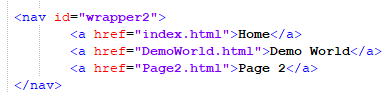 <nav id="wrapper2">
<a href="index.html">Home</a>
<a href="DemoWorld.html">Demo World</a>
<a href="Page2.html">Page 2</a>
</nav>